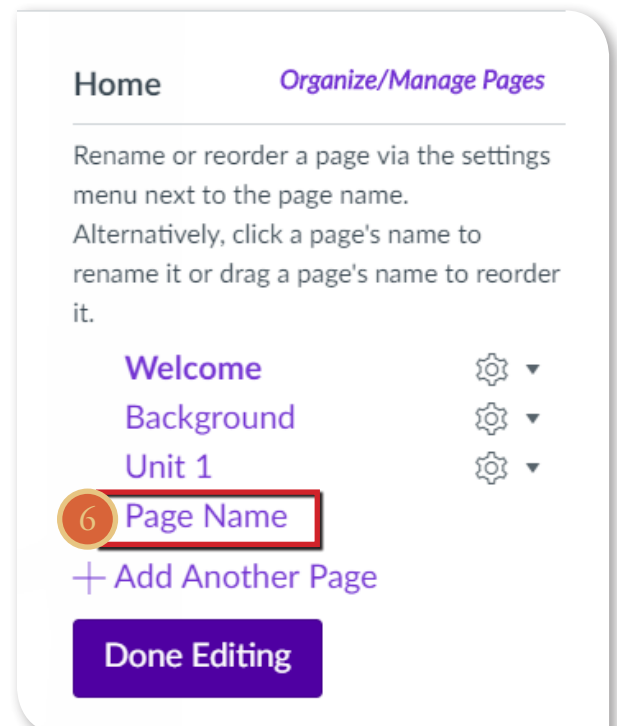 Home Organize/Manage Pages
Rename or reorder a page via the settings
menu next to the page name.
Alternatively, click a page's name to
rename it or drag a page's name to reorder
it.
Welcome
Background
Unit 1
6 Page Name
+ Add Another Page
Done Editing